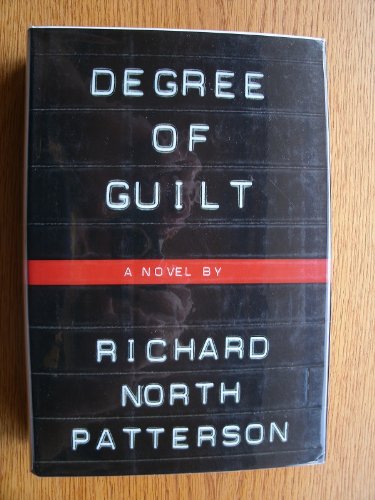 DEGREE
OF
GUILT
A NOVEL BY
RICHARD
NORTH
PATTERSON